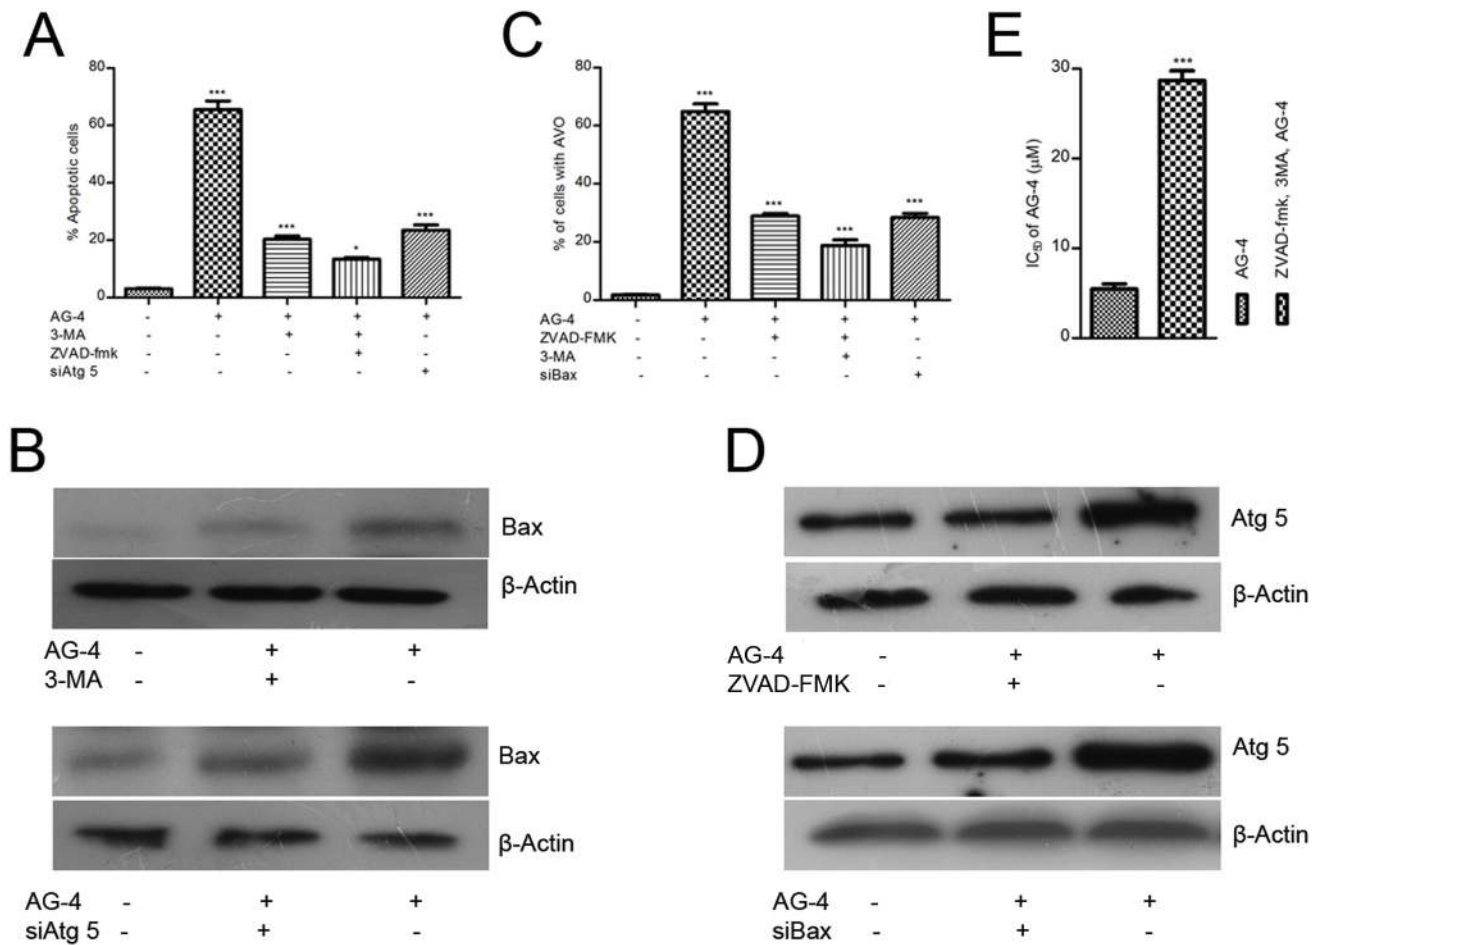 A
80
60
40
20
0
% Apoptotic cells
***
***
*
***
AG-4 - + + + +
3-MA - - + + -
ZVAD-fmk - - - + -
siAtg 5 - - - - +
C
80
60
40
20
0
% of cells with AVO
***
***
***
***
AG-4 - + + + +
ZVAD-FMK - - + + -
3-MA - - - + -
siBax - - - - +
E
30
20
10
0
IC50 of AG-4 (µM)
***
AG-4
ZVAD-fmk, 3MA, AG-4
B
Bax
β-Actin
AG-4 - + +
3-MA - + -
Bax
β-Actin
AG-4 - + +
siAtg 5 - + -
D
Atg 5
β-Actin
AG-4 - + +
ZVAD-FMK - + -
Atg 5
β-Actin
AG-4 - + +
siBax - + -